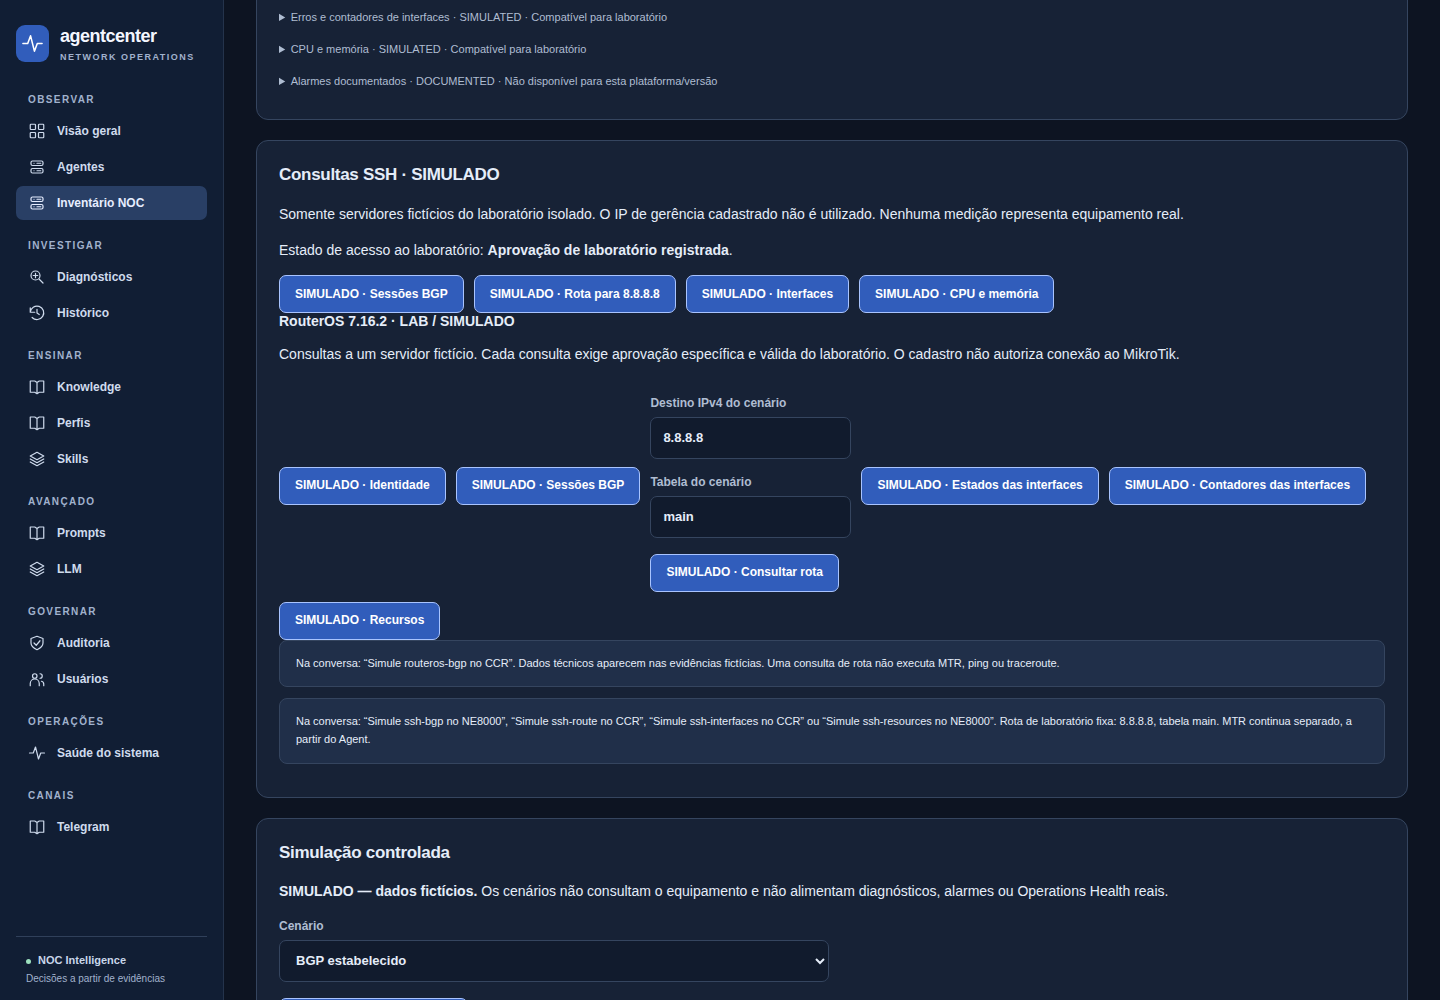 agentcenter
NETWORK OPERATIONS
OBSERVAR
Visão geral
Agentes
Inventário NOC
INVESTIGAR
Diagnósticos
Histórico
ENSINAR
Knowledge
Perfis
Skills
AVANÇADO
Prompts
LLM
GOVERNAR
Auditoria
Usuários
OPERAÇÕES
Saúde do sistema
CANAIS
Telegram
NOC Intelligence
Decisões a partir de evidências
Erros e contadores de interfaces · SIMULATED · Compatível para laboratório
CPU e memória · SIMULATED · Compatível para laboratório
Alarmes documentados · DOCUMENTED · Não disponível para esta plataforma/versão
Consultas SSH · SIMULADO
Somente servidores fictícios do laboratório isolado. O IP de gerência cadastrado não é utilizado. Nenhuma medição representa equipamento real.
Estado de acesso ao laboratório: Aprovação de laboratório registrada.
SIMULADO · Sessões BGP
SIMULADO · Rota para 8.8.8.8
SIMULADO · Interfaces
SIMULADO · CPU e memória
RouterOS 7.16.2 · LAB / SIMULADO
Consultas a um servidor fictício. Cada consulta exige aprovação específica e válida do laboratório. O cadastro não autoriza conexão ao MikroTik.
SIMULADO · Identidade
SIMULADO · Sessões BGP
Destino IPv4 do cenário
8.8.8.8
Tabela do cenário
main
SIMULADO · Consultar rota
SIMULADO · Estados das interfaces
SIMULADO · Contadores das interfaces
SIMULADO · Recursos
Na conversa: “Simule routeros-bgp no CCR”. Dados técnicos aparecem nas evidências fictícias. Uma consulta de rota não executa MTR, ping ou traceroute.
Na conversa: “Simule ssh-bgp no NE8000”, “Simule ssh-route no CCR”, “Simule ssh-interfaces no CCR” ou “Simule ssh-resources no NE8000”. Rota de laboratório fixa: 8.8.8.8, tabela main. MTR continua separado, a
partir do Agent.
Simulação controlada
SIMULADO — dados fictícios. Os cenários não consultam o equipamento e não alimentam diagnósticos, alarmes ou Operations Health reais.
Cenário
BGP estabelecido